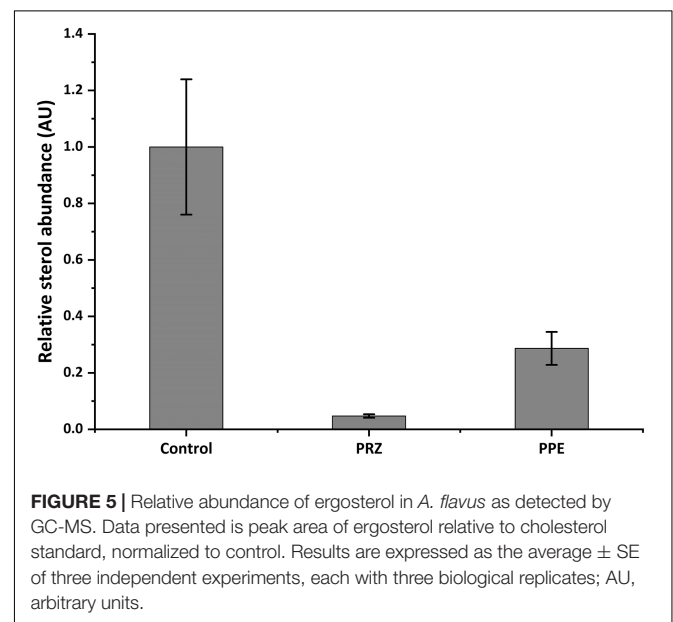 1.4
1.2
1.0
0.8
0.6
0.4
0.2
0.0
Relative sterol abundance (AU)
Control PRZ PPE
FIGURE 5 | Relative abundance of ergosterol in A. flavus as detected by
GC-MS. Data presented is peak area of ergosterol relative to cholesterol
standard, normalized to control. Results are expressed as the average ± SE
of three independent experiments, each with three biological replicates; AU,
arbitrary units.